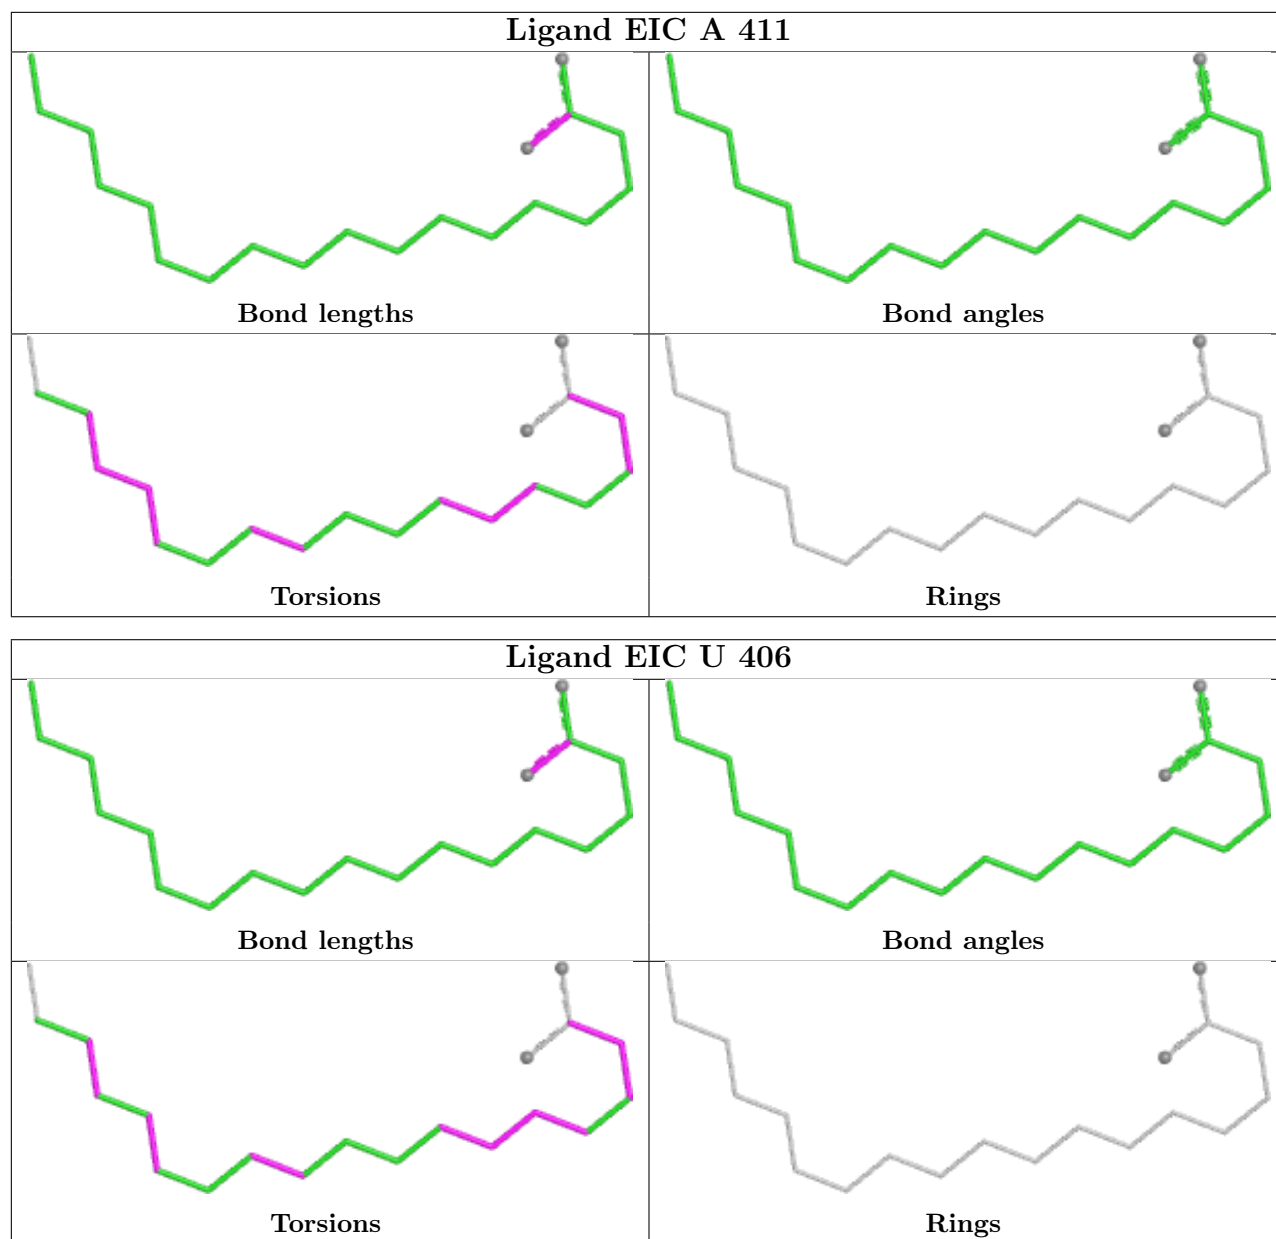 Ligand EIC A 411
Bond lengths
Bond angles
Torsions
Rings
Ligand EIC U 406
Bond lengths
Bond angles
Torsions
Rings